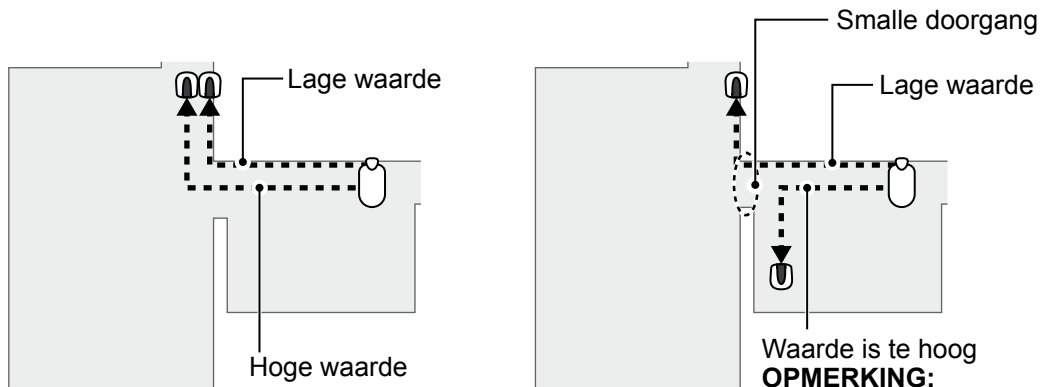 Lage waarde
Hoge waarde
Smalle doorgang
Lage waarde
Waarde is te hoog
OPMERKING: